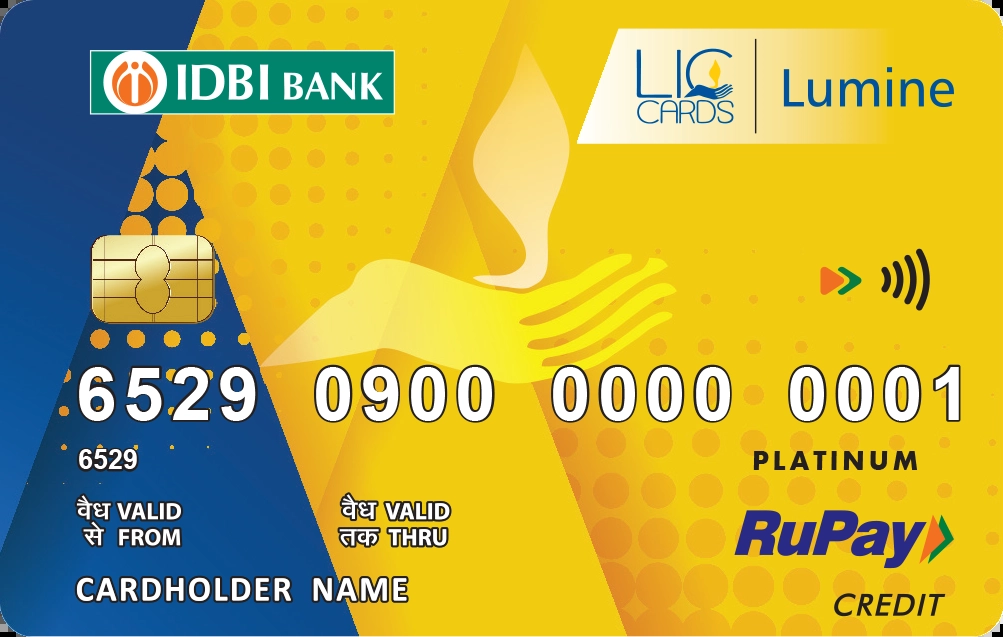 IDBI BANK
LIC
CARDS
Lumine
6529 0900 0000 0001
6529
PLATINUM
वैध VALID
से FROM
वैध VALID
तक THRU
RuPay
CARDHOLDER NAME
CREDIT